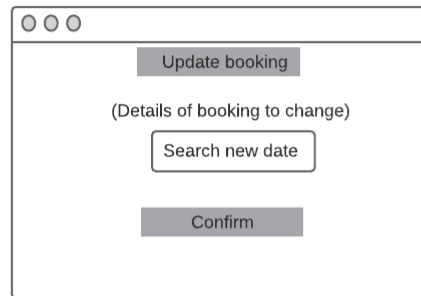 Update booking
(Details of booking to change)
Search new date
Confirm